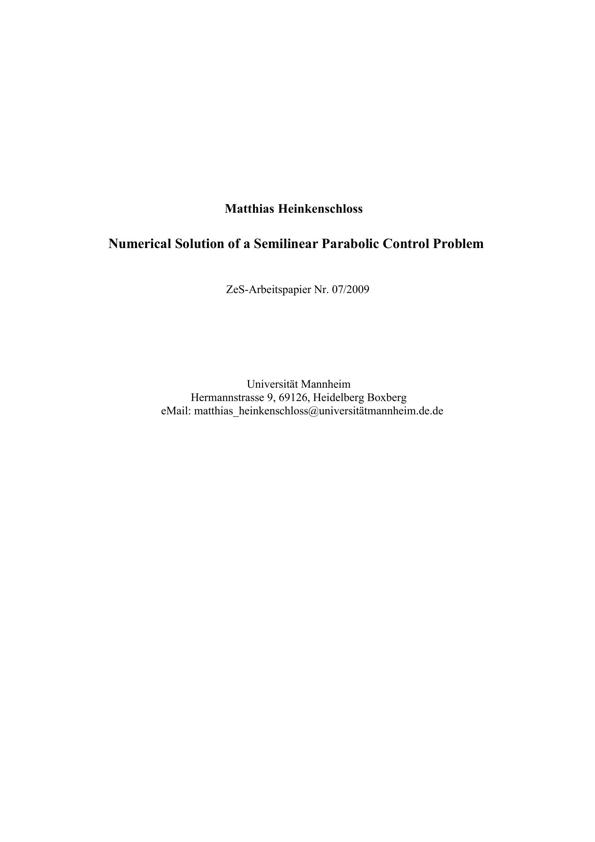 Matthias Heinkenschloss
Numerical Solution of a Semilinear Parabolic Control Problem
ZeS-Arbeitspapier Nr. 07/2009
Universität Mannheim
Hermannstrasse 9, 69126, Heidelberg Boxberg
eMail: matthias_heinkenschloss@universitätmannheim.de.de